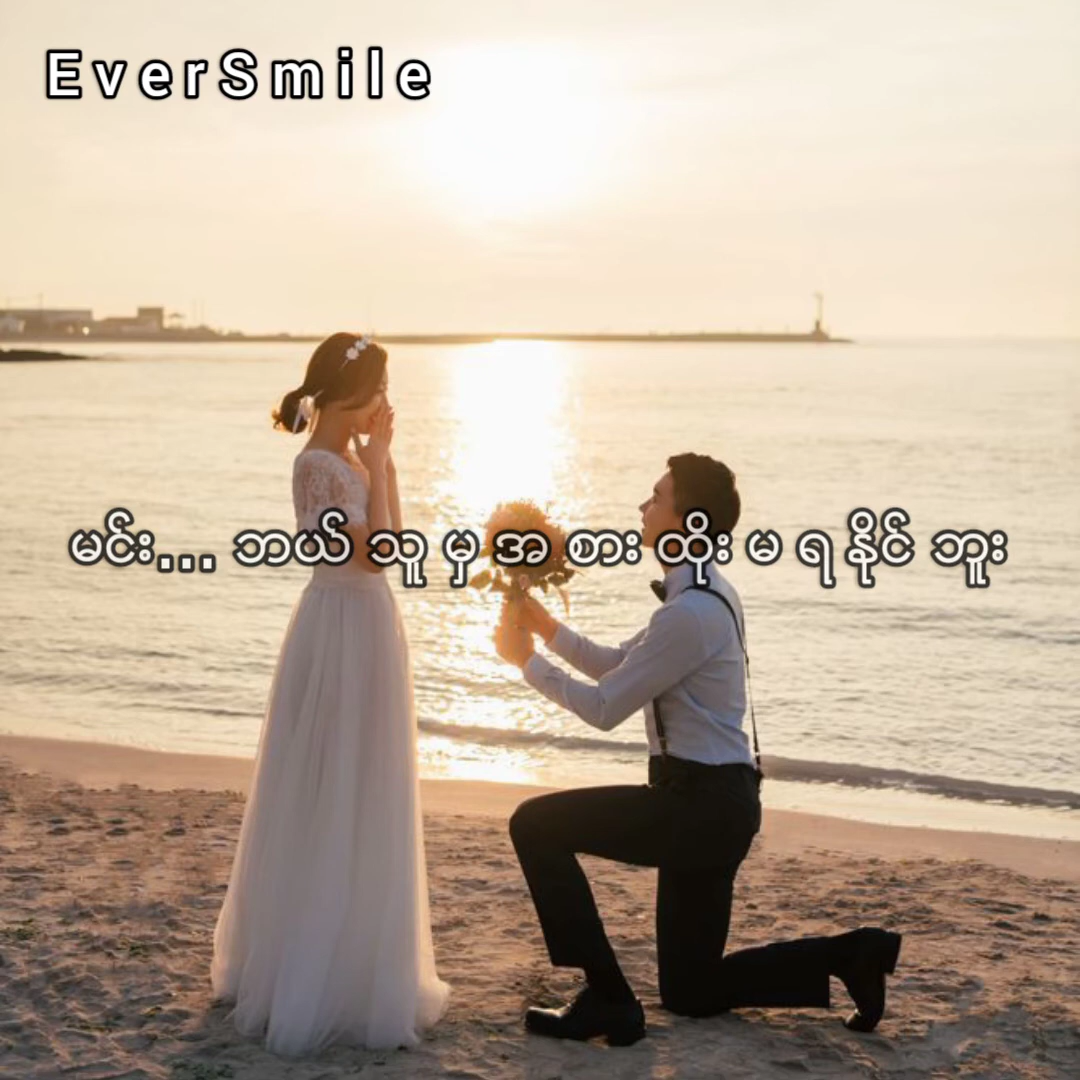 EverSmile
မင်း... ဘယ် သူ မှ အ စား ထိုး မ ရ နိုင် ဘူး